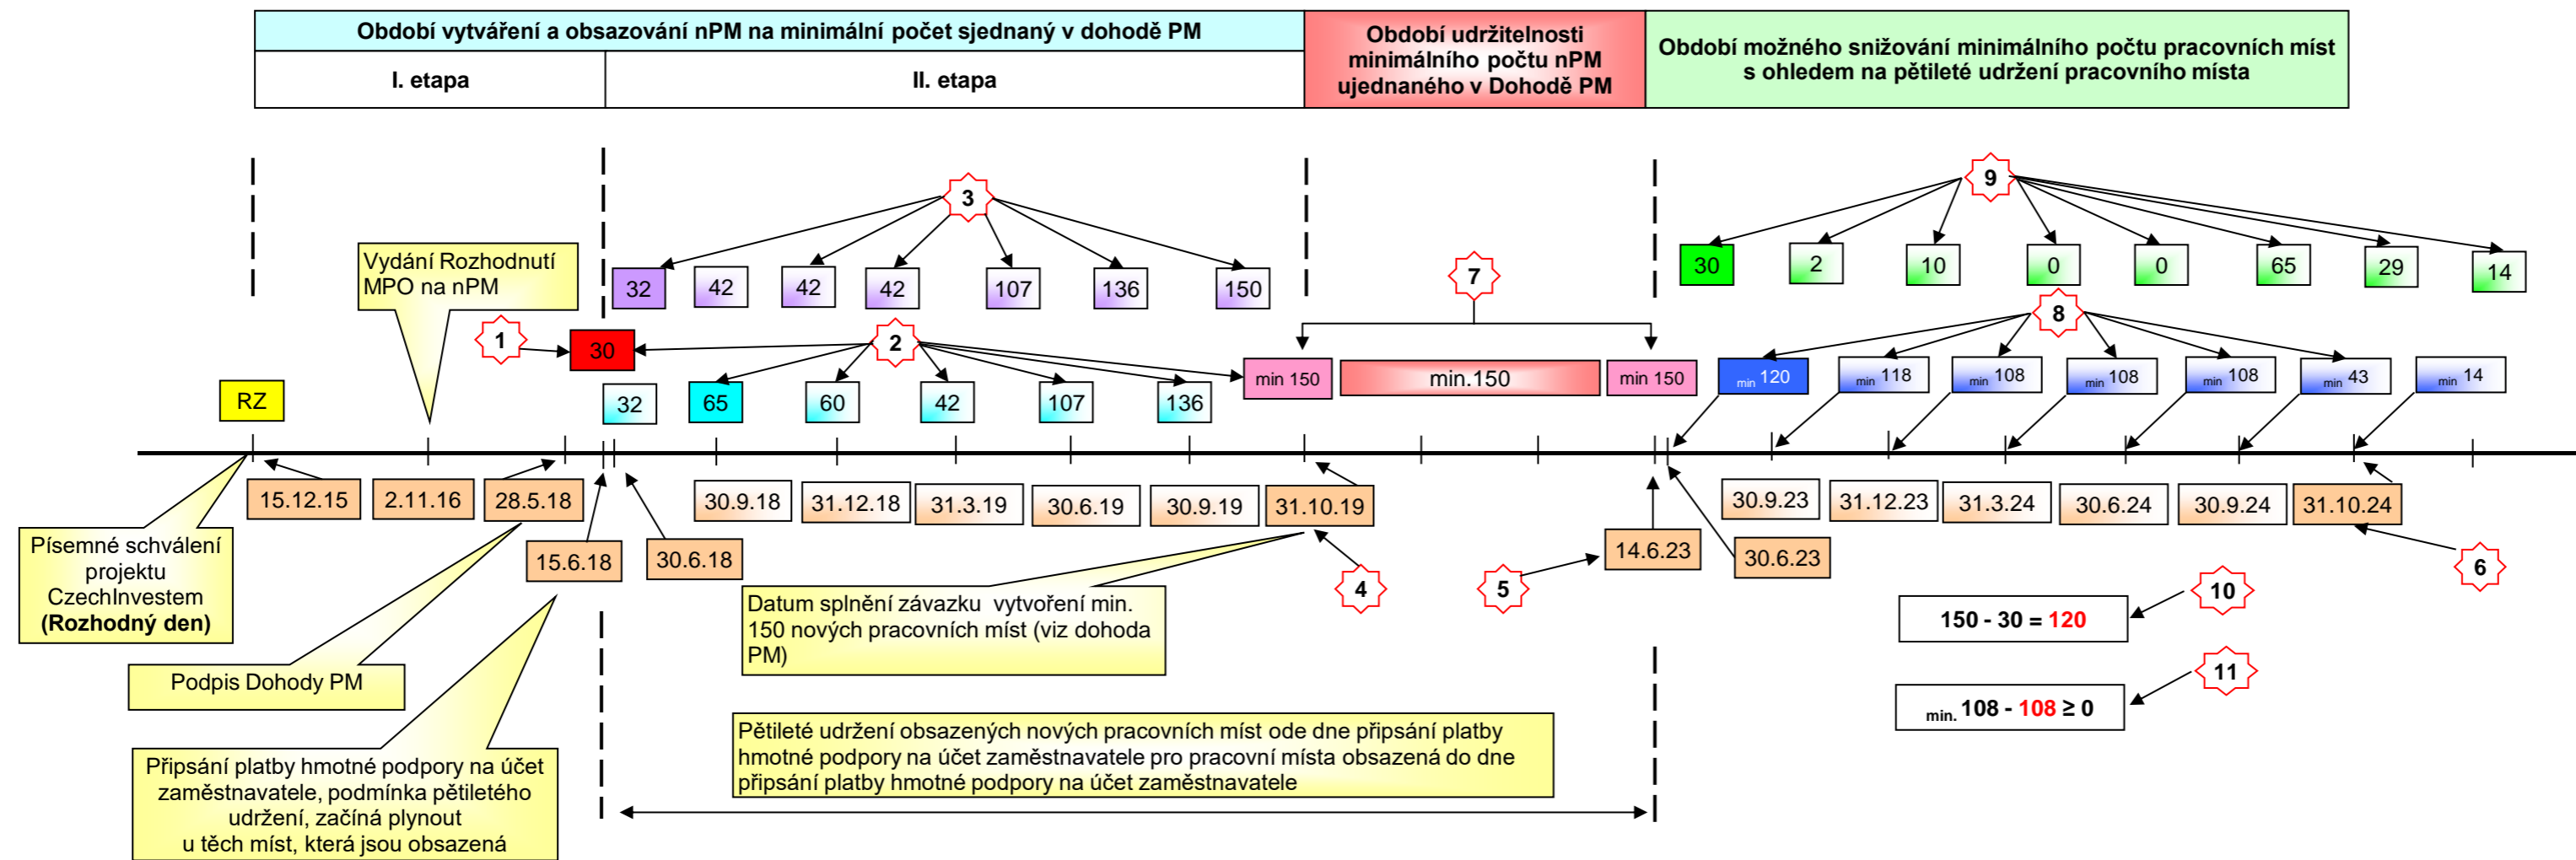 Období vytváření a obsazování nPM na minimální počet sjednaný v dohodě PM
I. etapa
II. etapa
Období udržitelnosti
minimálního počtu nPM
ujednaného v Dohodě PM
Období možného snižování minimálního počtu pracovních míst
s ohledem na pětileté udržení pracovního místa
3
9
Vydání Rozhodnutí
MPO na nPM
32
42
42
42
107
136
150
7
30
2
10
0
0
65
29
14
1
30
2
8
min 150
min.150
min 150
min 120
min 118
min 108
min 108
min 108
min 43
min 14
RZ
32
65
60
42
107
136
15.12.15
2.11.16
28.5.18
30.9.18
31.12.18
31.3.19
30.6.19
30.9.19
31.10.19
30.9.23
31.12.23
31.3.24
30.6.24
30.9.24
31.10.24
15.6.18
30.6.18
14.6.23
30.6.23
4
5
6
Písemné schválení
projektu
CzechInvestem
(Rozhodný den)
Datum splnění závazku vytvoření min.
150 nových pracovních míst (viz dohoda
PM)
10
150 - 30 = 120
11
min. 108 - 108 ≥ 0
Podpis Dohody PM
Pětileté udržení obsazených nových pracovních míst ode dne připsání platby
hmotné podpory na účet zaměstnavatele pro pracovní místa obsazená do dne
připsání platby hmotné podpory na účet zaměstnavatele
Připsání platby hmotné podpory na účet
zaměstnavatele, podmínka pětiletého
udržení, začíná plynout
u těch míst, která jsou obsazená